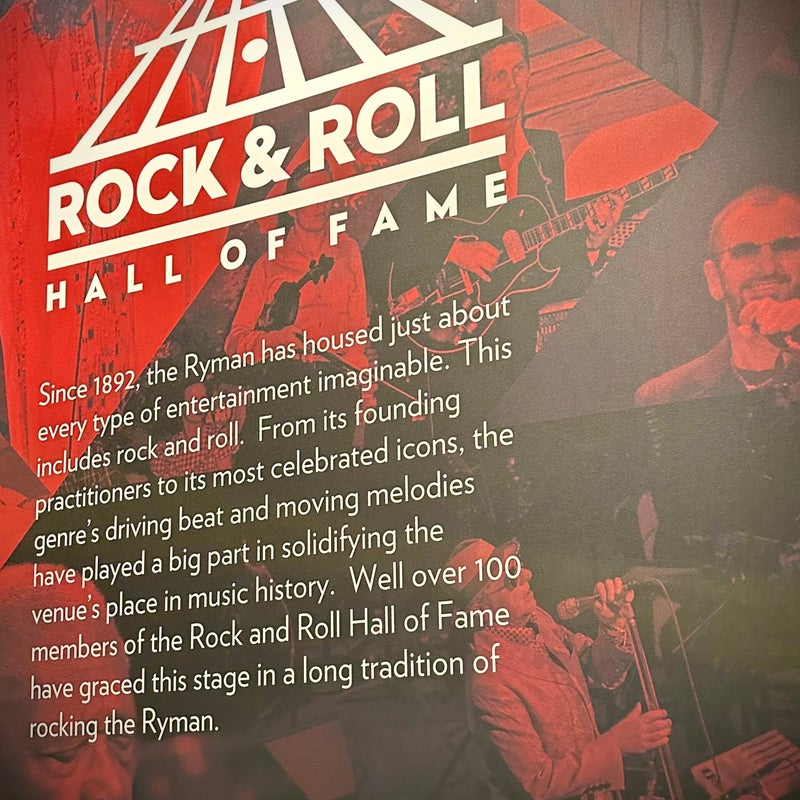 ROCK & ROLL
HALL OF FAME
Since 1892, the Ryman has housed just about
every type of entertainment imaginable. This
includes rock and roll. From its founding
practitioners to its most celebrated icons, the
genre's driving beat and moving melodies
have played a big part in solidifying the
venue's place in music history. Well over 100
members of the Rock and Roll Hall of Fame
have graced this stage in a long tradition of
rocking the Ryman.